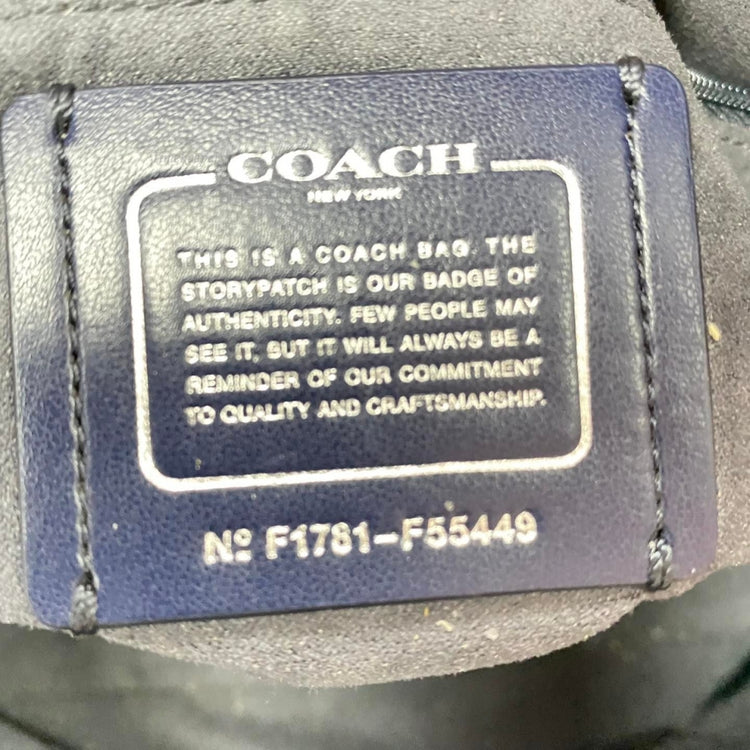 COACH
NEW YORK
THIS IS A COACH BAG. THE
STORYPATCH IS OUR BADGE OF
AUTHENTICITY. FEW PEOPLE MAY
SEE IT, BUT IT WILL ALWAYS BE A
REMINDER OF OUR COMMITMENT
TO QUALITY AND CRAFTSMANSHIP.
Nº F1781-F55449